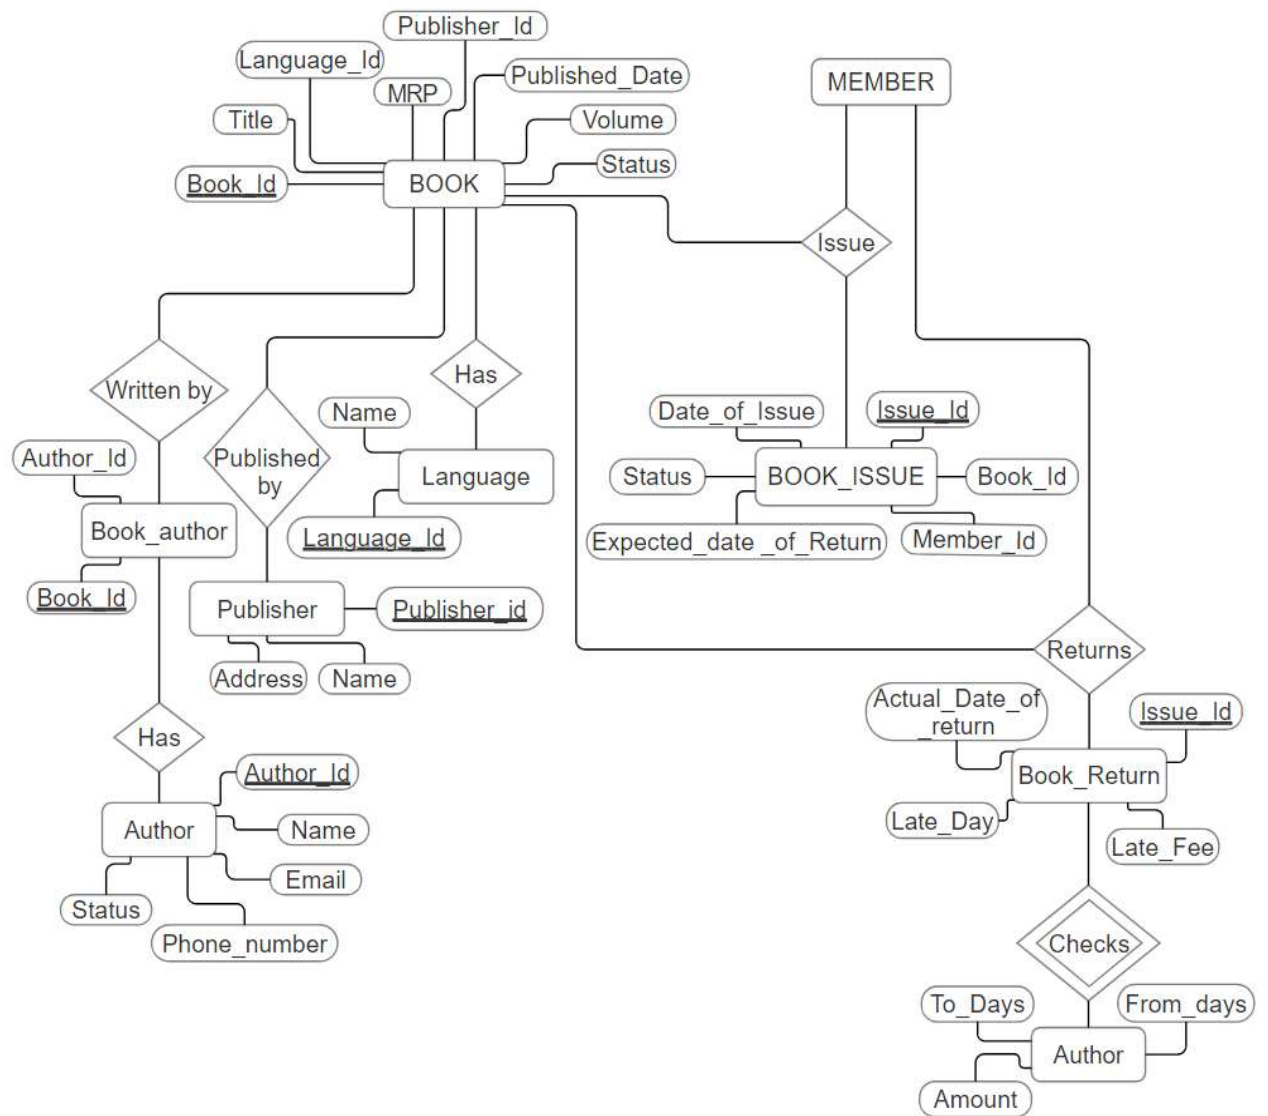 Publisher_Id
Language_Id
Published_Date
MEMBER
MRP
Title
Volume
Status
Book_Id
BOOK
Issue
Has
Written by
Name
Date_of_Issue
Issue_Id
Author_Id
Published
by
Language
Status
BOOK_ISSUE
Book_Id
Book_author
Language_Id
Expected_date _of_Return
Member_Id
Book_Id
Publisher
Publisher_id
Address
Name
Returns
Actual_Date_of
_return
Issue_Id
Has
Author_Id
Book_Return
Author
Name
Late_Day
Late_Fee
Email
Status
Phone_number
Checks
To_Days
From_days
Author
Amount